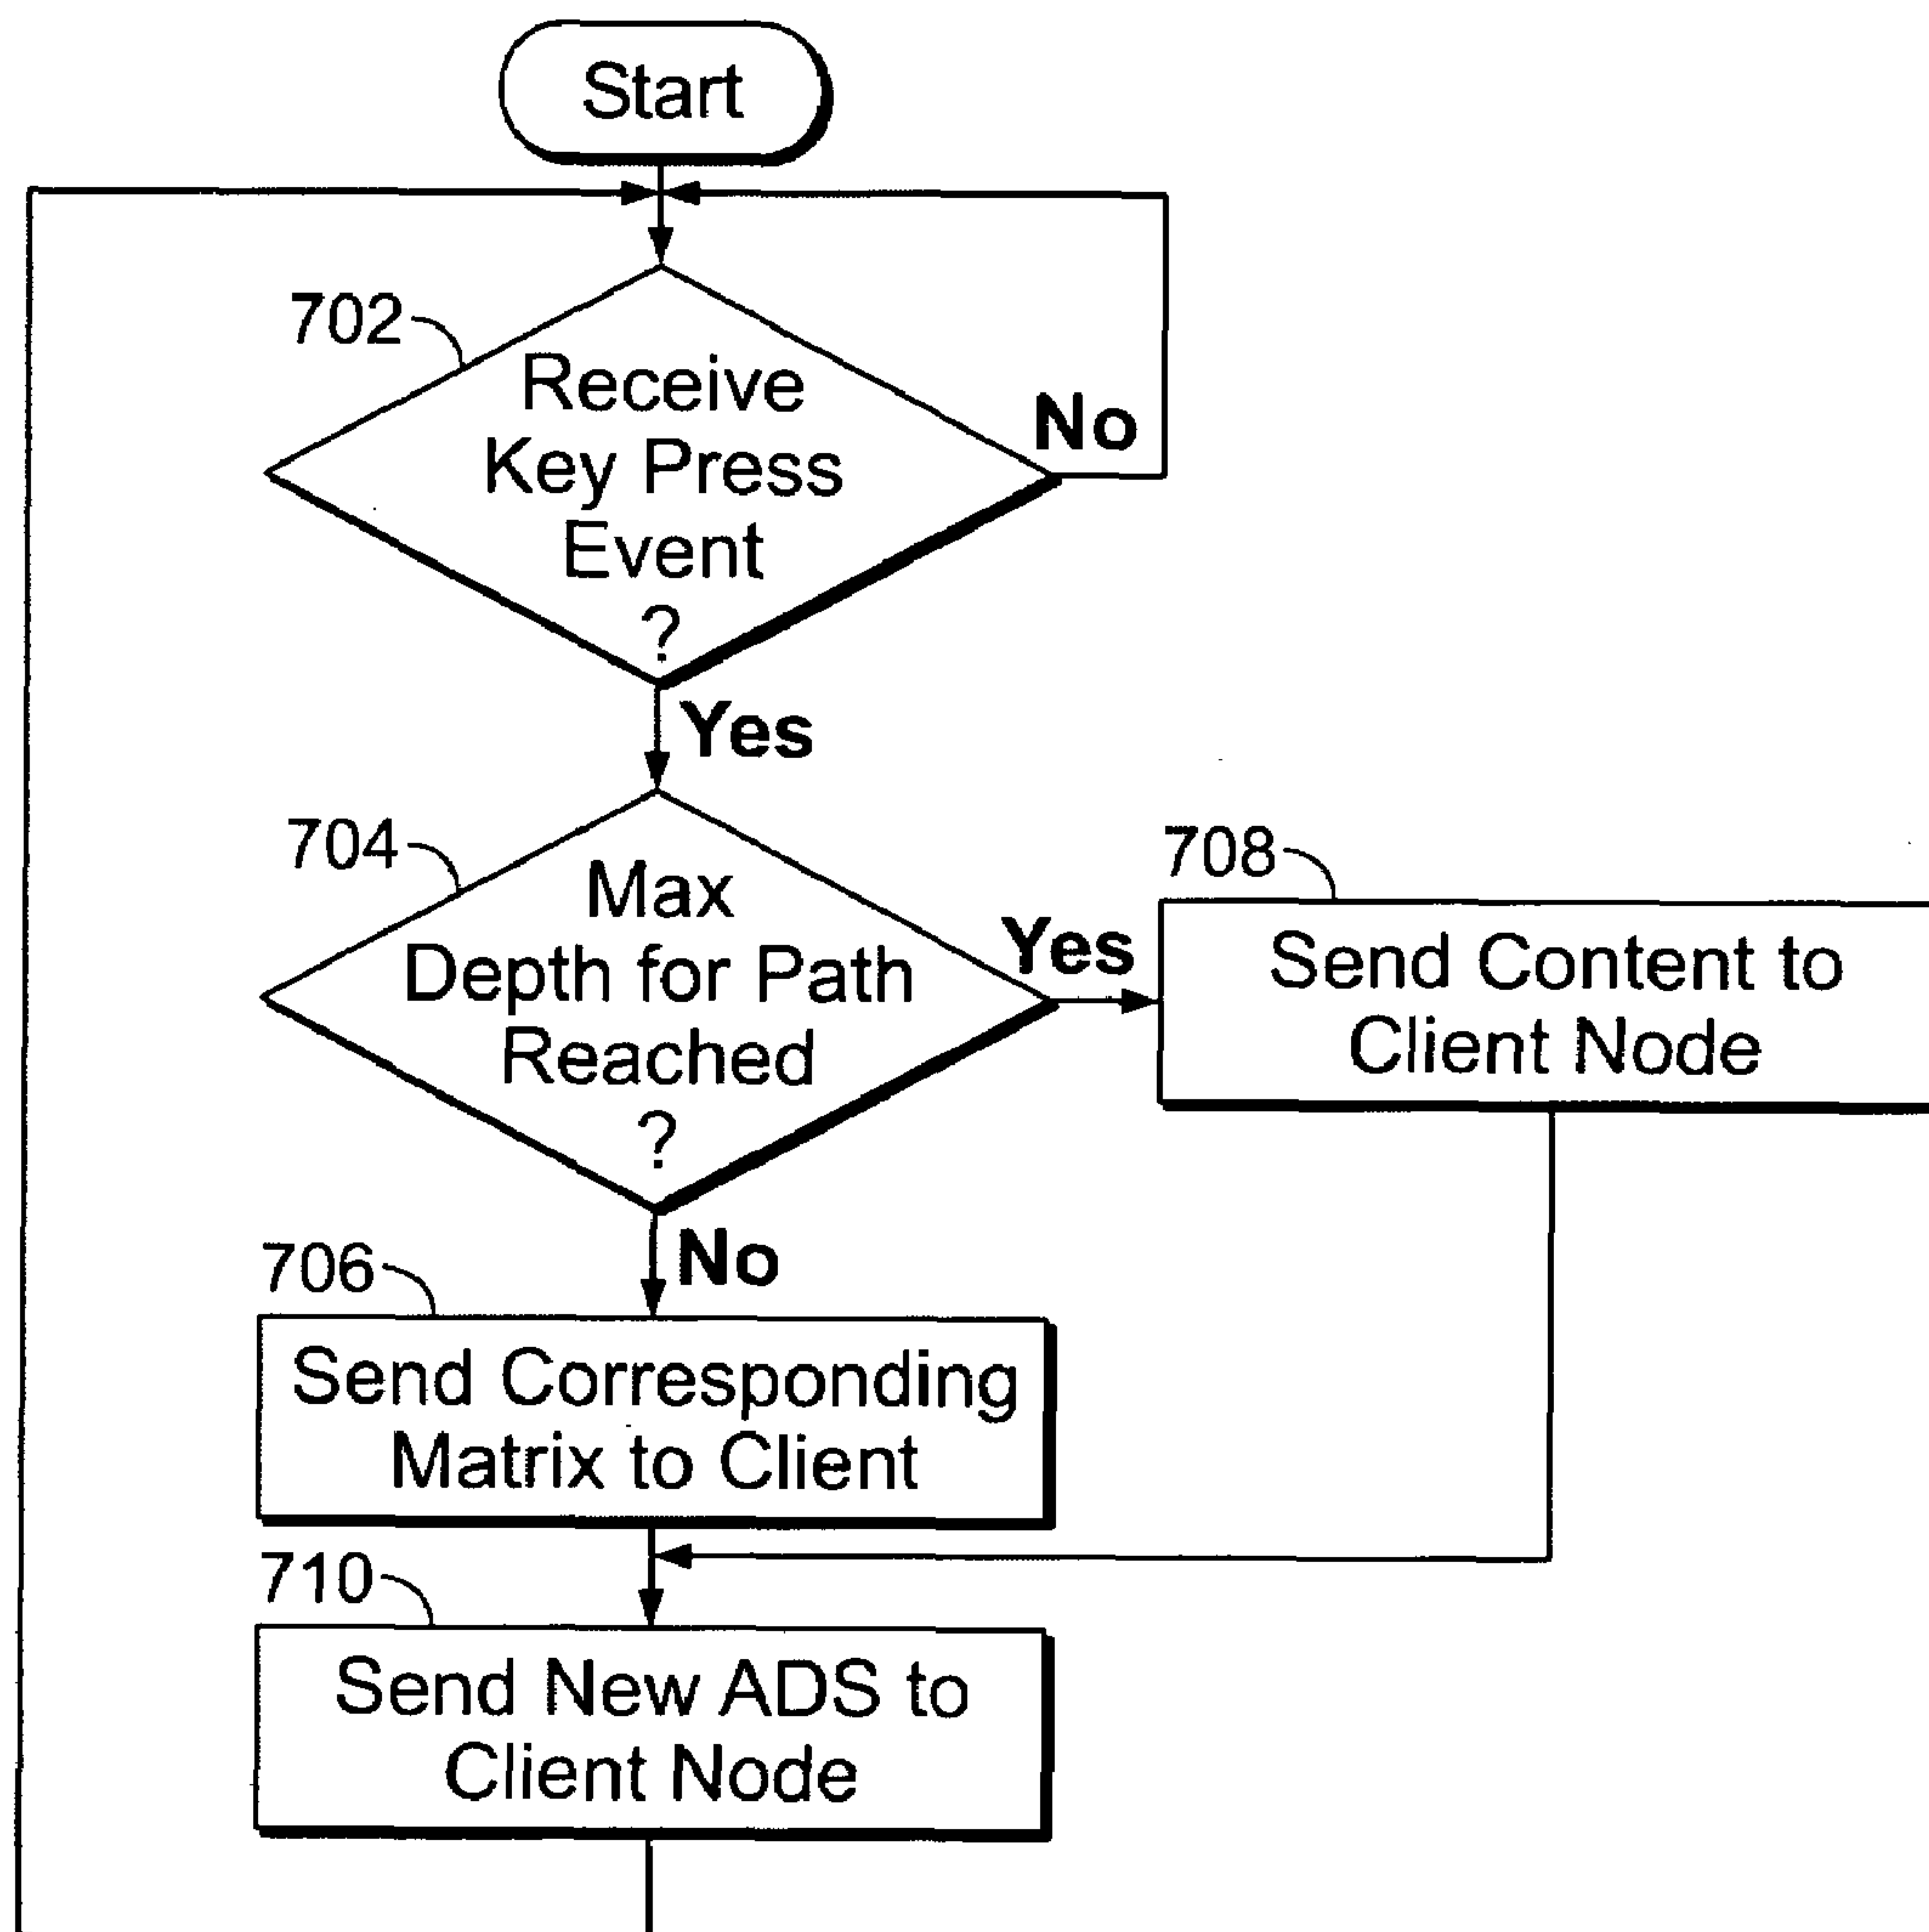 Start
702
Receive
Key Press
Event
?
No
Yes
704
Max
Depth for Path
Reached
?
Yes
708
Send Content to
Client Node
No
706
Send Corresponding
Matrix to Client
710
Send New ADS to
Client Node